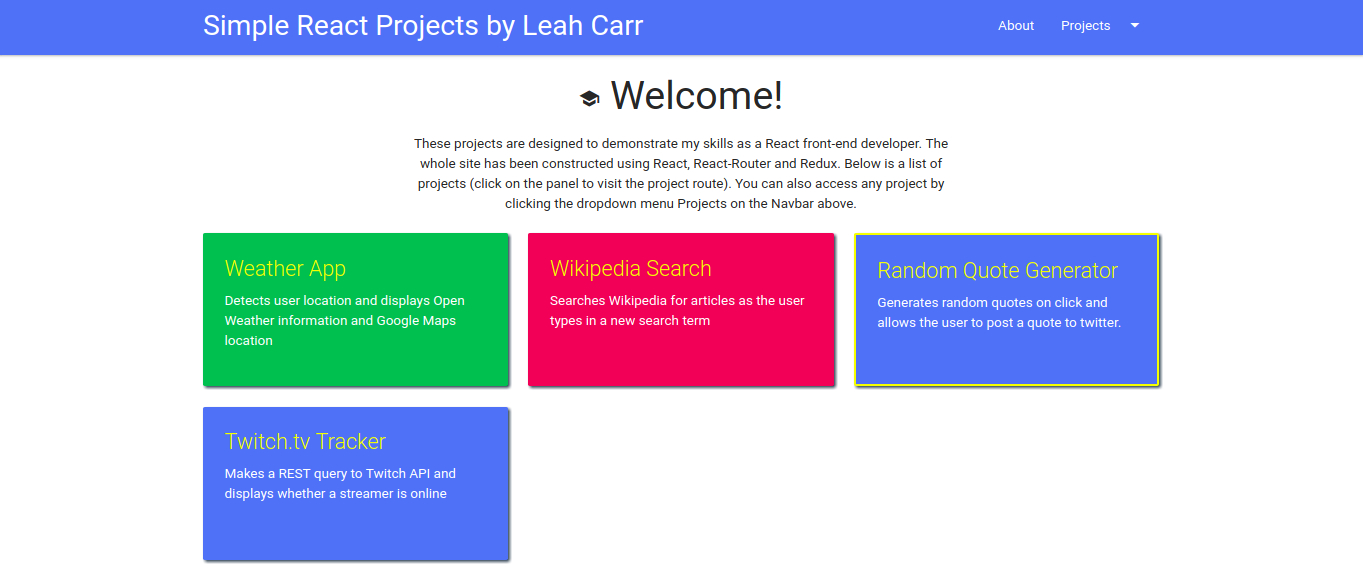 Simple React Projects by Leah Carr
About
Projects
Welcome!
These projects are designed to demonstrate my skills as a React front-end developer. The
whole site has been constructed using React, React-Router and Redux. Below is a list of
projects (click on the panel to visit the project route). You can also access any project by
clicking the dropdown menu Projects on the Navbar above.
Weather App
Detects user location and displays Open
Weather information and Google Maps
location
Wikipedia Search
Searches Wikipedia for articles as the user
types in a new search term
Random Quote Generator
Generates random quotes on click and
allows the user to post a quote to twitter.
Twitch.tv Tracker
Makes a REST query to Twitch API and
displays whether a streamer is online